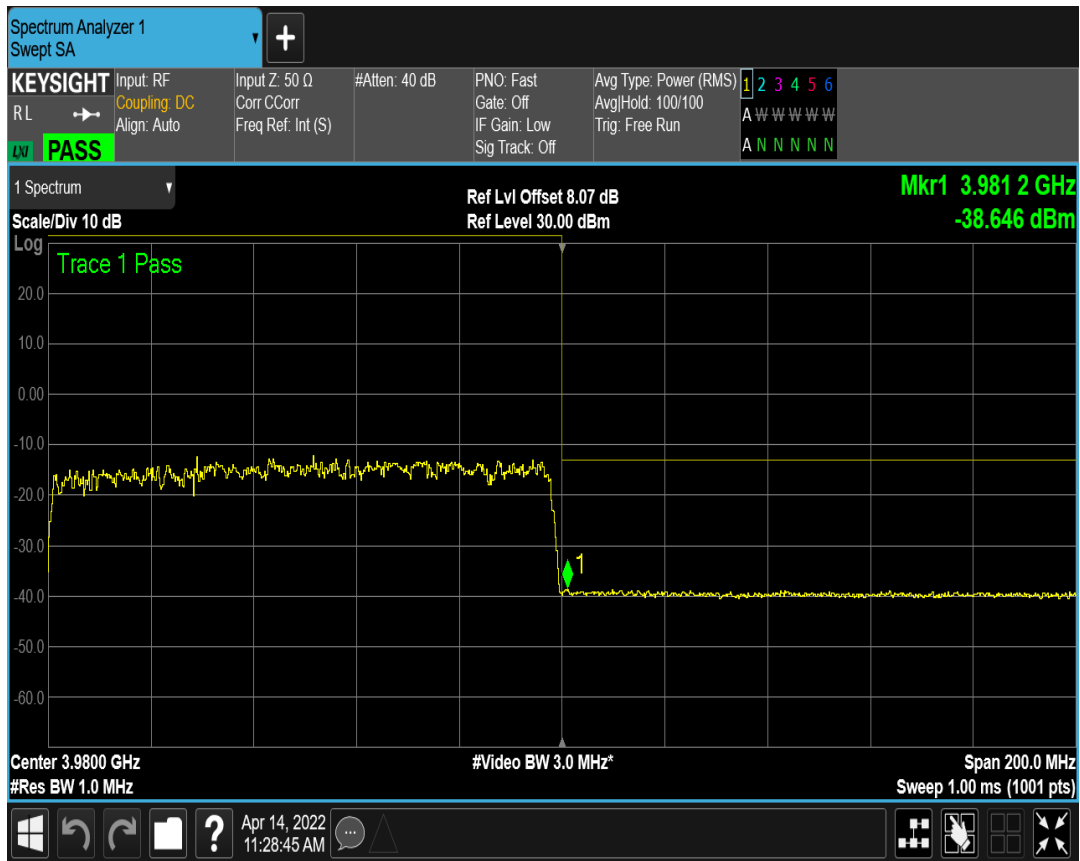 Spectrum Analyzer 1
Swept SA
+
KEYSIGHT
RL
LXI PASS
Input: RF
Coupling: DC
Align: Auto
Input Z: 50 Ω
Corr CCorr
Freq Ref: Int (S)
#Atten: 40 dB
PNO: Fast
Gate: Off
IF Gain: Low
Sig Track: Off
Avg Type: Power (RMS)
Avg|Hold: 100/100
Trig: Free Run
1 2 3 4 5 6
A W W W W W
A N N N N N
1 Spectrum
Scale/Div 10 dB
Ref Lvl Offset 8.07 dB
Ref Level 30.00 dBm
Mkr1 3.981 2 GHz
-38.646 dBm
Log
Trace 1 Pass
20.0
10.0
0.00
-10.0
-20.0
-30.0
1
-40.0
-50.0
-60.0
Center 3.9800 GHz
#Res BW 1.0 MHz
#Video BW 3.0 MHz*
Span 200.0 MHz
Sweep 1.00 ms (1001 pts)
?
Apr 14, 2022
11:28:45 AM